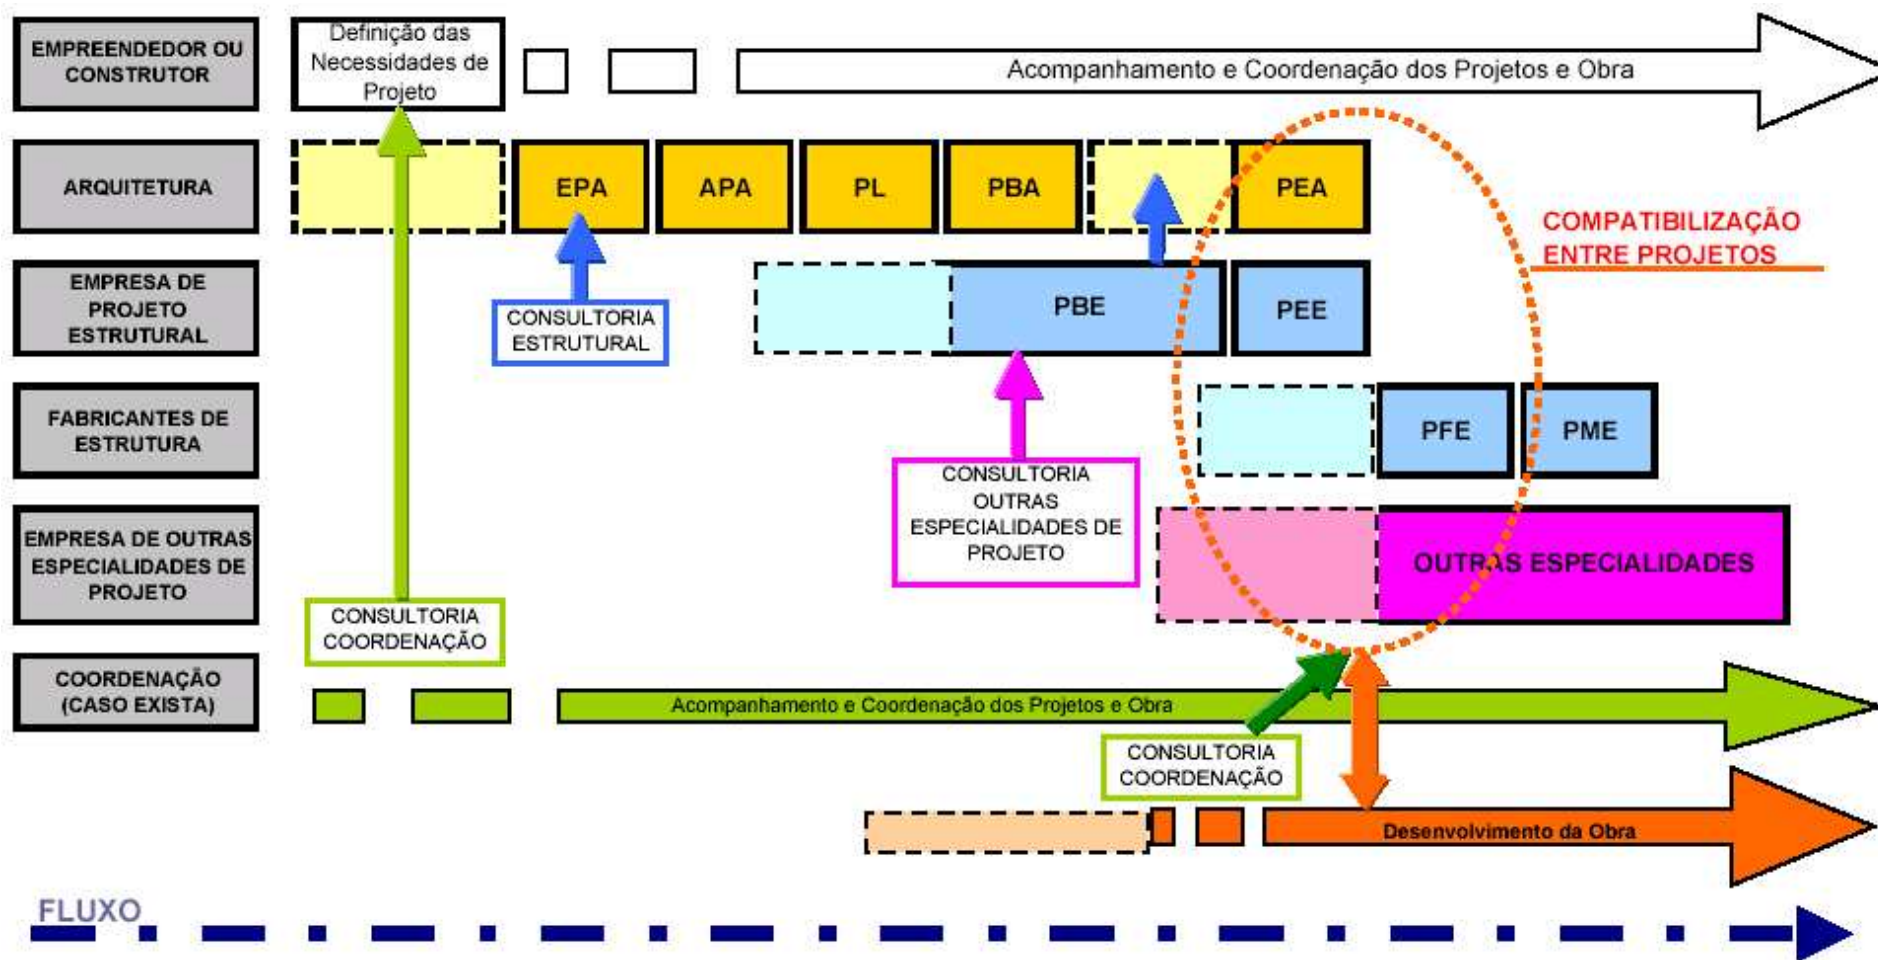 EMPREENDEDOR OU
CONSTRUTOR
Definição das
Necessidades de
Projeto
Acompanhamento e Coordenação dos Projetos e Obra
ARQUITETURA
EPA
APA
PL
PBA
PEA
COMPATIBILIZAÇÃO
ENTRE PROJETOS
EMPRESA DE
PROJETO
ESTRUTURAL
CONSULTORIA
ESTRUTURAL
PBE
PEE
FABRICANTES DE
ESTRUTURA
PFE
PME
CONSULTORIA
OUTRAS
ESPECIALIDADES DE
PROJETO
EMPRESA DE OUTRAS
ESPECIALIDADES DE
PROJETO
OUTRAS ESPECIALIDADES
CONSULTORIA
COORDENAÇÃO
COORDENAÇÃO
(CASO EXISTA)
Acompanhamento e Coordenação dos Projetos e Obra
CONSULTORIA
COORDENAÇÃO
Desenvolvimento da Obra
FLUXO